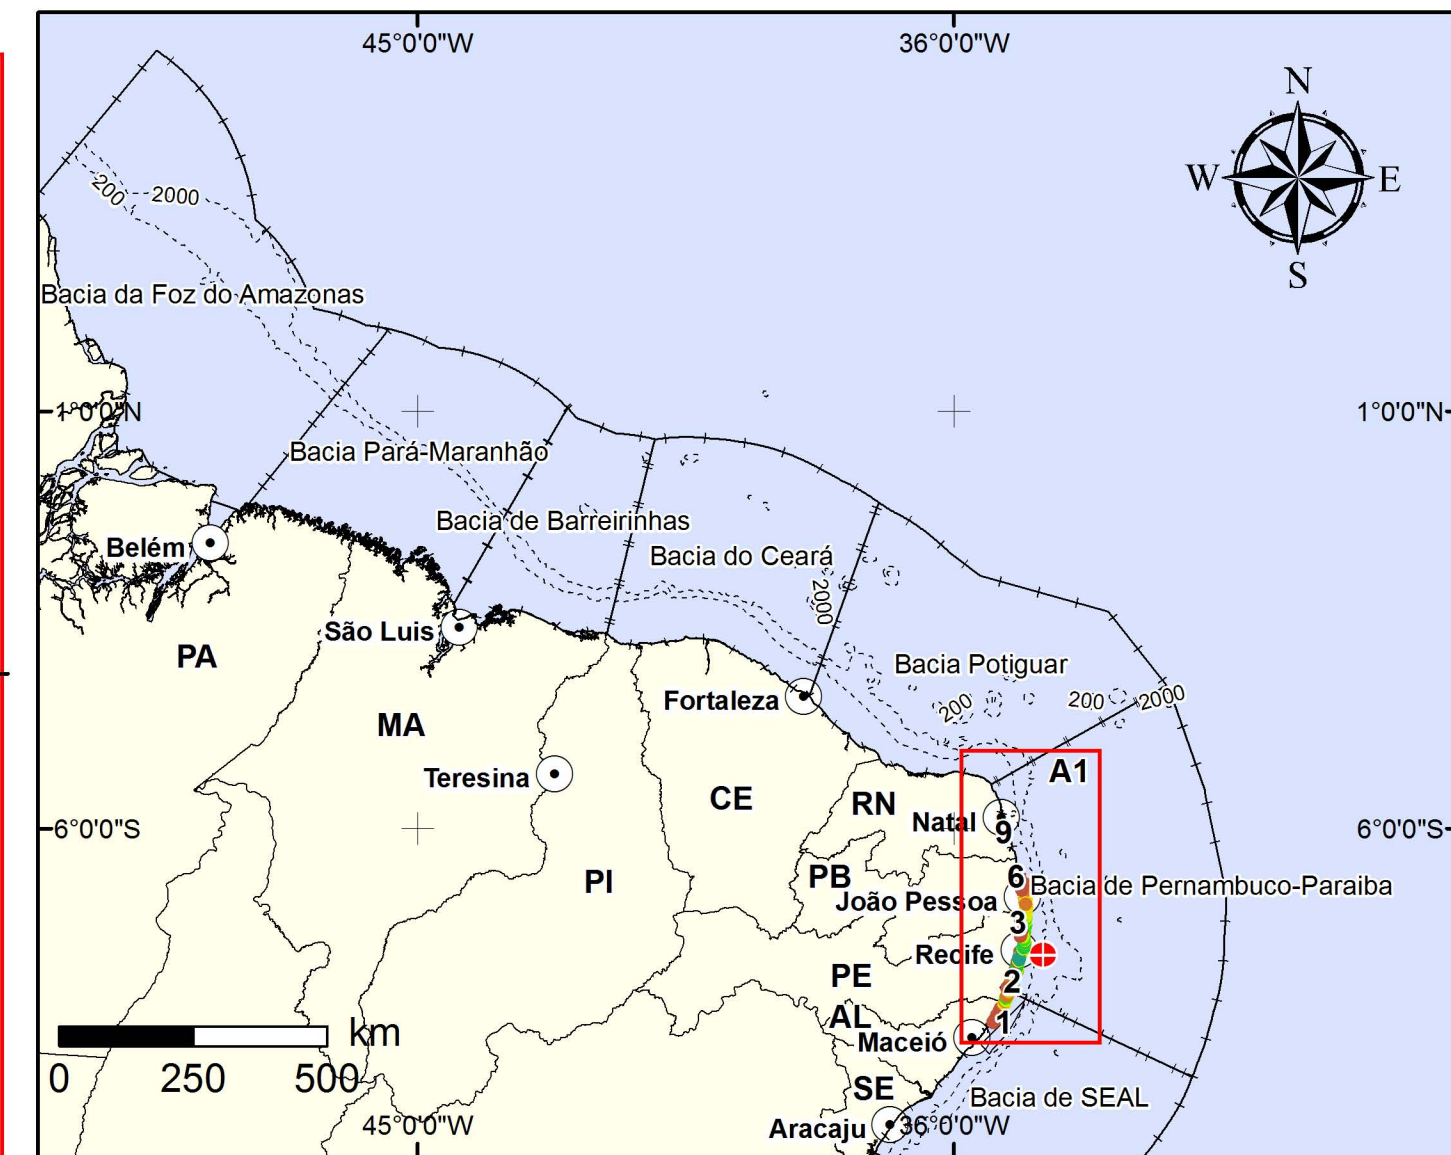 45°0'0"W
36°0'0"W
N
W
E
S
200
2000
Bacia da Foz do Amazonas
1°0'0"N
1°0'0"N
Bacia Pará-Maranhão
Bacia de Barreirinhas
Belém
Bacia do Ceará
2000
São Luis
PA
Bacia Potiguar
Fortaleza
200
200
2000
MA
A1
Teresina
CE
RN
Natal
9
6°0'0"S
6°0'0"S
PI
PB
6
Bacia de Pernambuco-Paraiba
João Pessoa
3
Recife
PE
2
AL
1
km
Maceió
0
250
500
SE
Bacia de SEAL
45°0'0"W
Aracaju
36°0'0"W